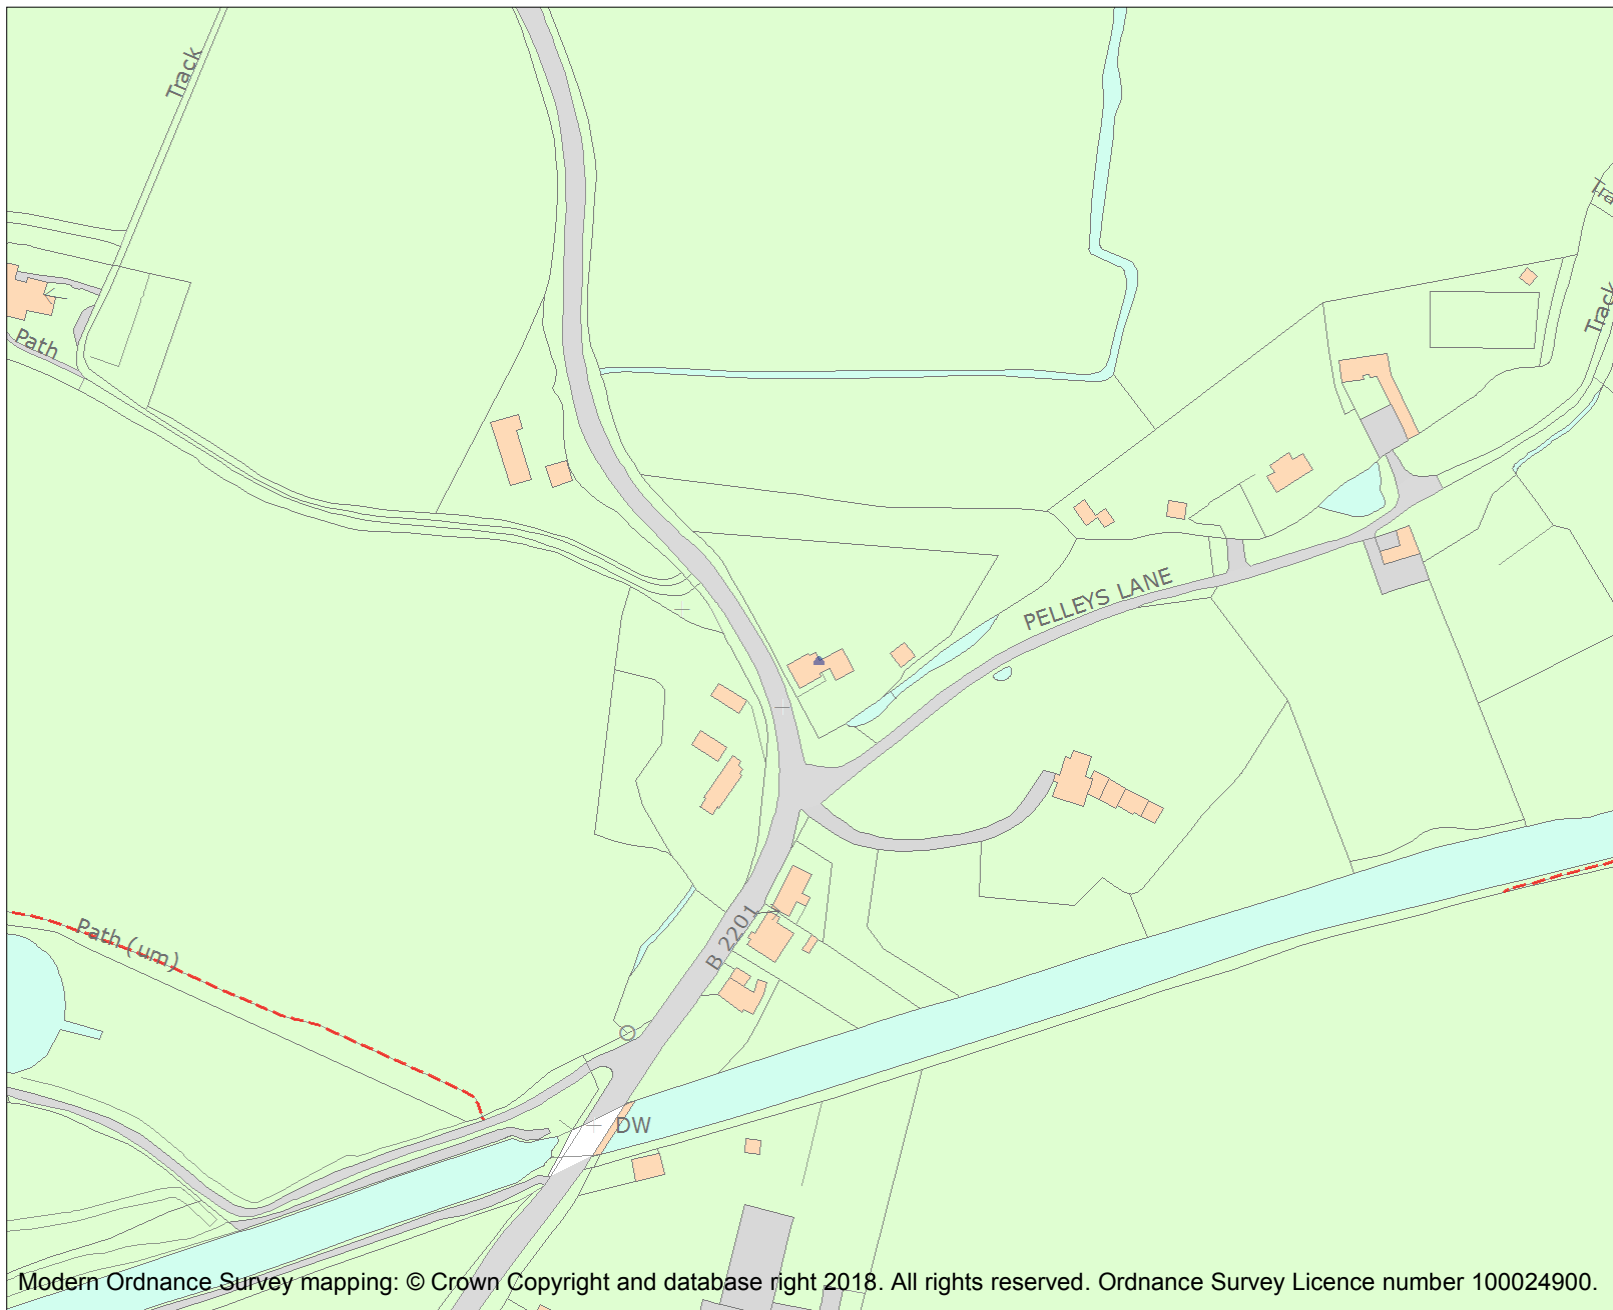 Track
Tra
Track
Path
PELLEYS LANE
B 2201
Path (um)
DW
Modern Ordnance Survey mapping: © Crown Copyright and database right 2018. All rights reserved. Ordnance Survey Licence number 100024900.